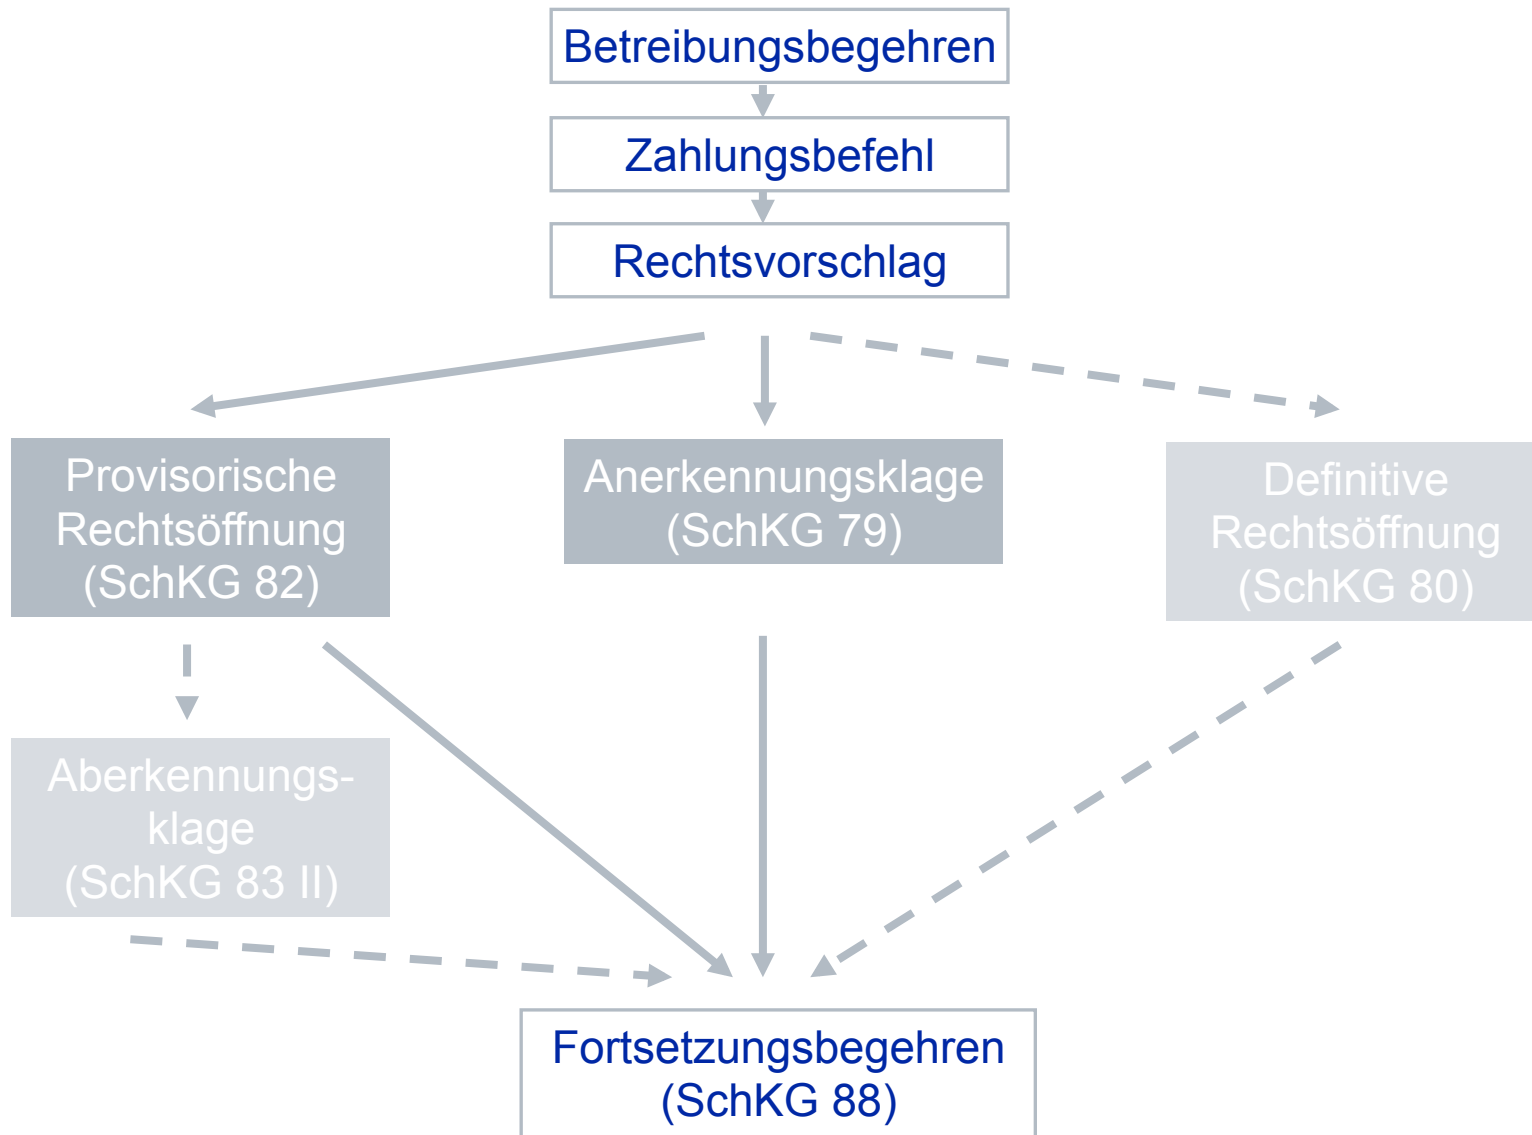 Betreibungsbegehren
Zahlungsbefehl
Rechtsvorschlag
Provisorische
Rechtsöffnung
(SchKG 82)
Anerkennungsklage
(SchKG 79)
Definitive
Rechtsöffnung
(SchKG 80)
Aberkennungs-
klage
(SchKG 83 II)
Fortsetzungsbegehren
(SchKG 88)